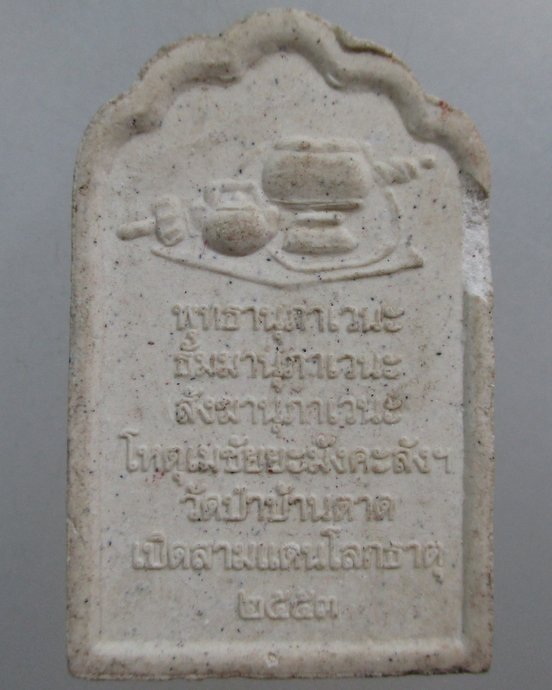 พุทธานุภาเวนะ
ธัมมานุภาเวนะ
สังฆานุภาเวนะ
โหตุเมชัยยะมังคะลังฯ
วัดป่าบ้านตาด
เปิดสามแดนโลกธาตุ
๒๕๕๓